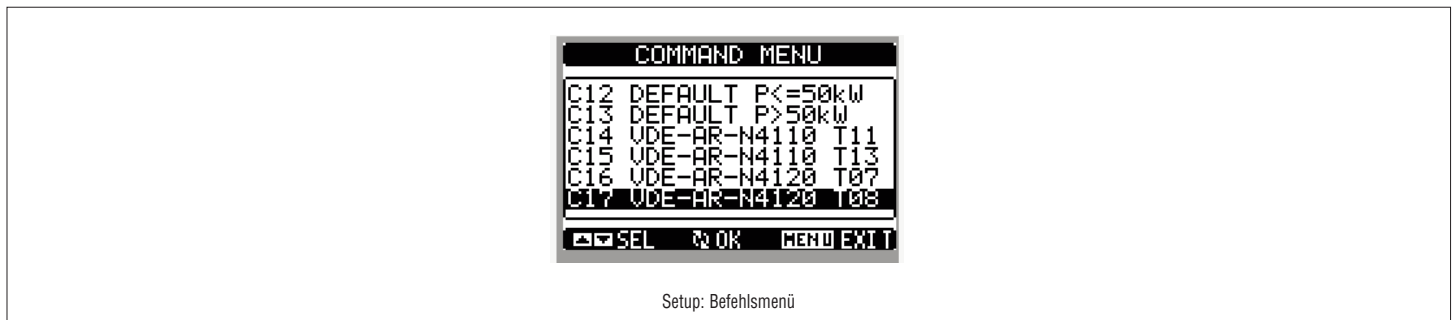 COMMAND MENU
C12 DEFAULT P<=50kW
C13 DEFAULT P>50kW
C14 VDE-AR-N4110 T11
C15 VDE-AR-N4110 T13
C16 VDE-AR-N4120 T07
C17 VDE-AR-N4120 T08
SEL OK MENU EXIT
Setup: Befehlsmenü